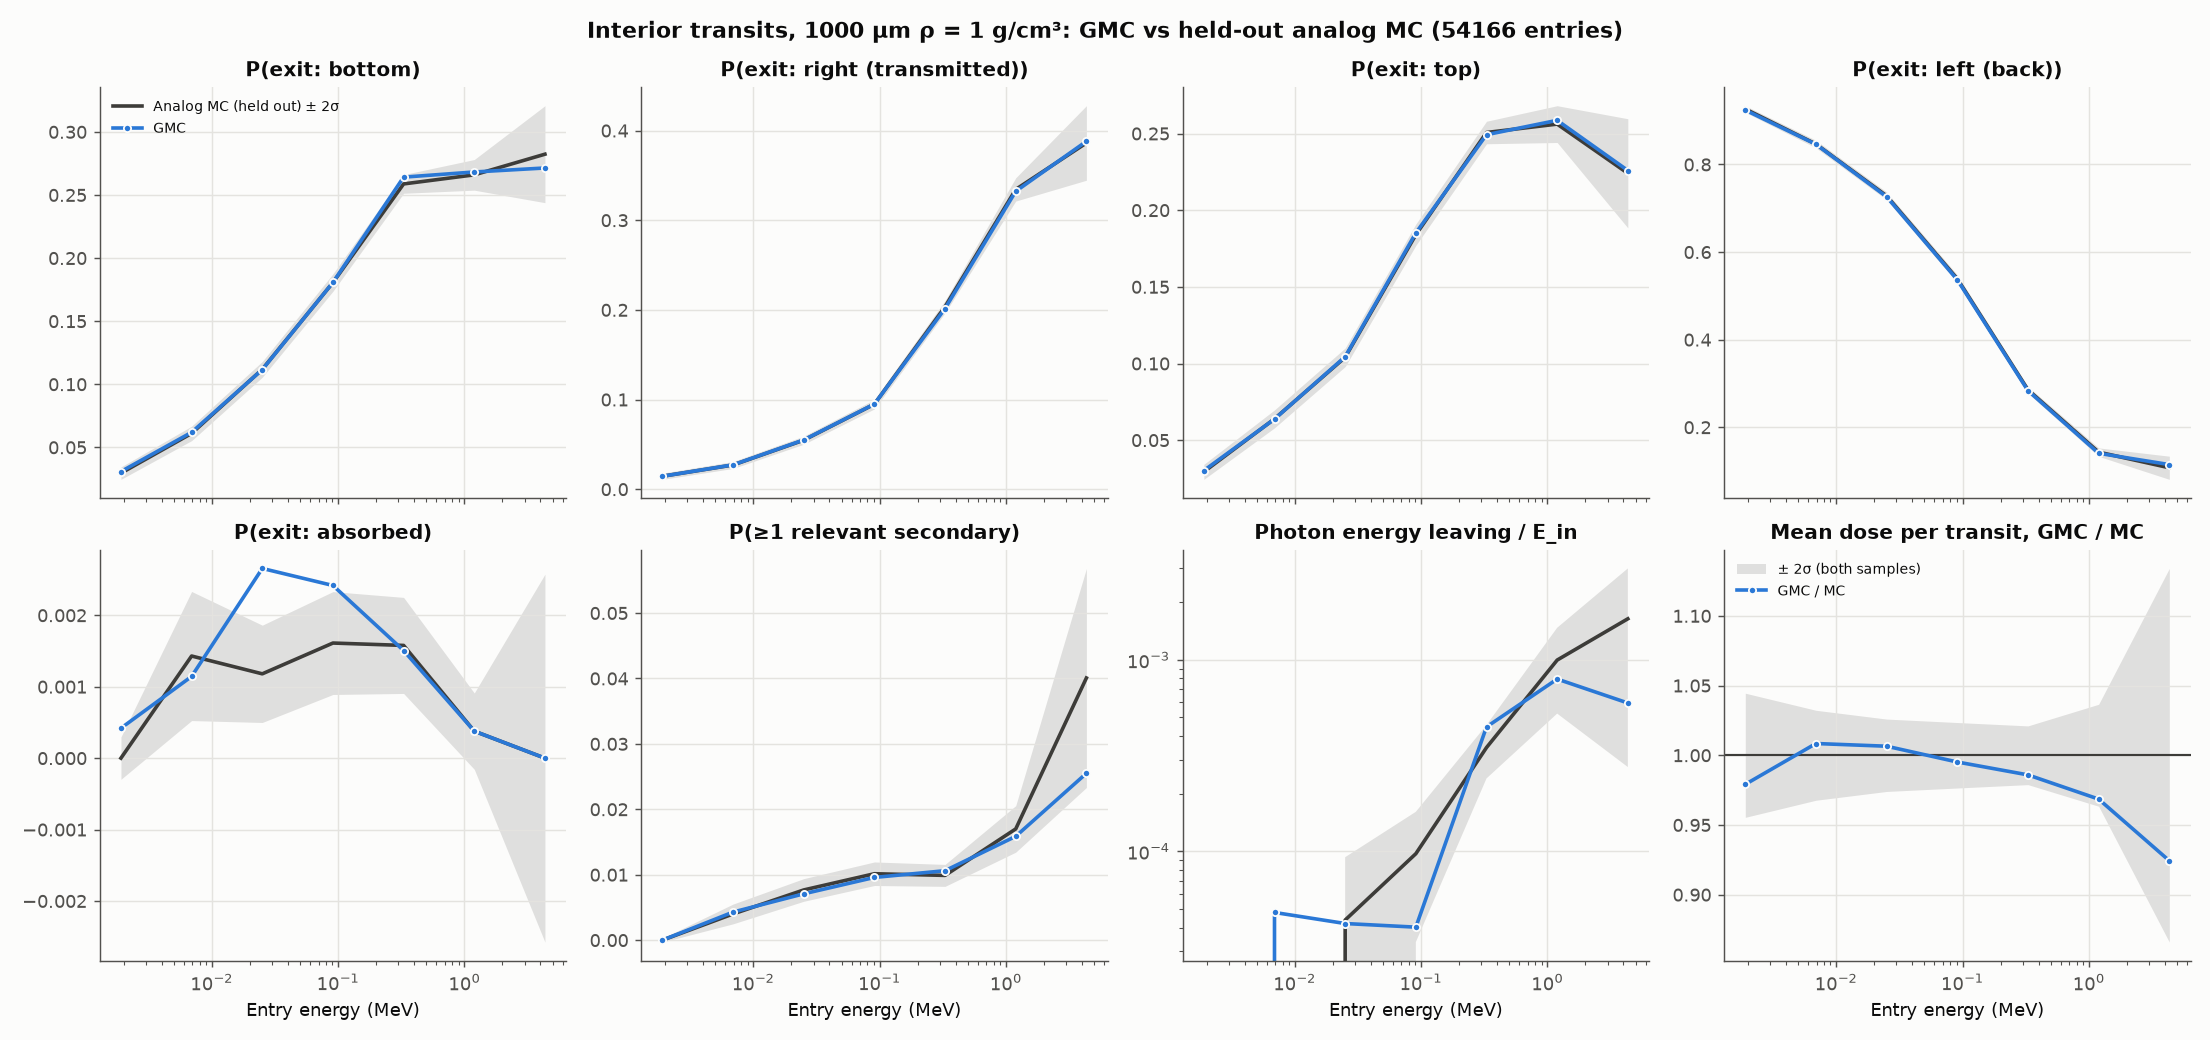 Interior transits, 1000 µm ρ = 1 g/cm³: GMC vs held-out analog MC (54166 entries)
P(exit: bottom)
Analog MC (held out) ± 2σ
GMC
0.30
0.25
0.20
0.15
0.10
0.05
P(exit: right (transmitted))
0.4
0.3
0.2
0.1
0.0
P(exit: top)
0.25
0.20
0.15
0.10
0.05
P(exit: left (back))
0.8
0.6
0.4
0.2
P(exit: absorbed)
0.002
0.001
0.000
−0.001
−0.002
10⁻² 10⁻¹ 10⁰
Entry energy (MeV)
P(≥1 relevant secondary)
0.05
0.04
0.03
0.02
0.01
0.00
10⁻² 10⁻¹ 10⁰
Entry energy (MeV)
Photon energy leaving / E_in
10⁻³
10⁻⁴
10⁻² 10⁻¹ 10⁰
Entry energy (MeV)
Mean dose per transit, GMC / MC
± 2σ (both samples)
GMC / MC
1.10
1.05
1.00
0.95
0.90
10⁻² 10⁻¹ 10⁰
Entry energy (MeV)